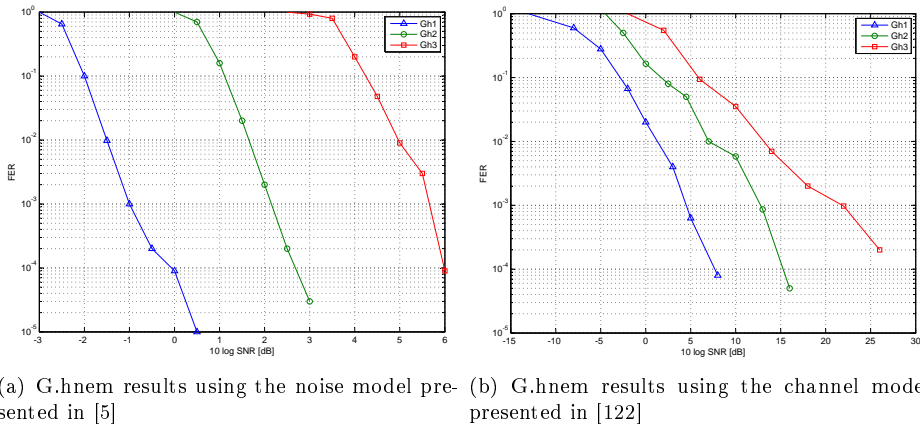 10^0
10^-1
10^-2
10^-3
10^-4
10^-5
FER
-3 -2 -1 0 1 2 3 4 5 6
10 log SNR [dB]
Gh1
Gh2
Gh3
10^0
10^-1
10^-2
10^-3
10^-4
10^-5
FER
-15 -10 -5 0 5 10 15 20 25 30
10 log SNR [dB]
Gh1
Gh2
Gh3
(a) G.hnem results using the noise model pre-
sented in [5]
(b) G.hnem results using the channel mode
presented in [122]